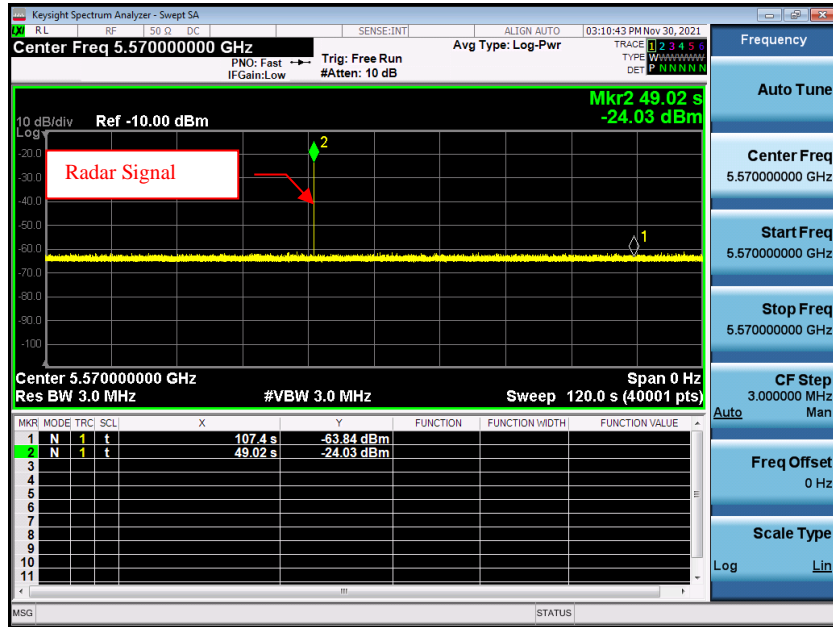 Keysight Spectrum Analyzer - Swept SA
LXI RL RF 50 Ω DC SENSE:INT ALIGN AUTO 03:10:43 PM Nov 30, 2021
Center Freq 5.570000000 GHz
PNO: Fast
IFGain:Low
Trig: Free Run
#Atten: 10 dB
Avg Type: Log-Pwr
TRACE 1 2 3 4 5 6
TYPE WWWWWWW
DET P N N N N N
Mkr2 49.02 s
-24.03 dBm
10 dB/div Ref -10.00 dBm
Log
-20.0
-30.0
-40.0
-50.0
-60.0
-70.0
-80.0
-90.0
-100
Radar Signal
2
1
Center 5.570000000 GHz Span 0 Hz
Res BW 3.0 MHz #VBW 3.0 MHz Sweep 120.0 s (40001 pts)
MKR MODE TRC SCL X Y FUNCTION FUNCTION WIDTH FUNCTION VALUE
1 N 1 t 107.4 s -63.84 dBm
2 N 1 t 49.02 s -24.03 dBm
3
4
5
6
7
8
9
10
11
MSG STATUS
Frequency
Auto Tune
Center Freq
5.570000000 GHz
Start Freq
5.570000000 GHz
Stop Freq
5.570000000 GHz
CF Step
3.000000 MHz
Auto Man
Freq Offset
0 Hz
Scale Type
Log Lin